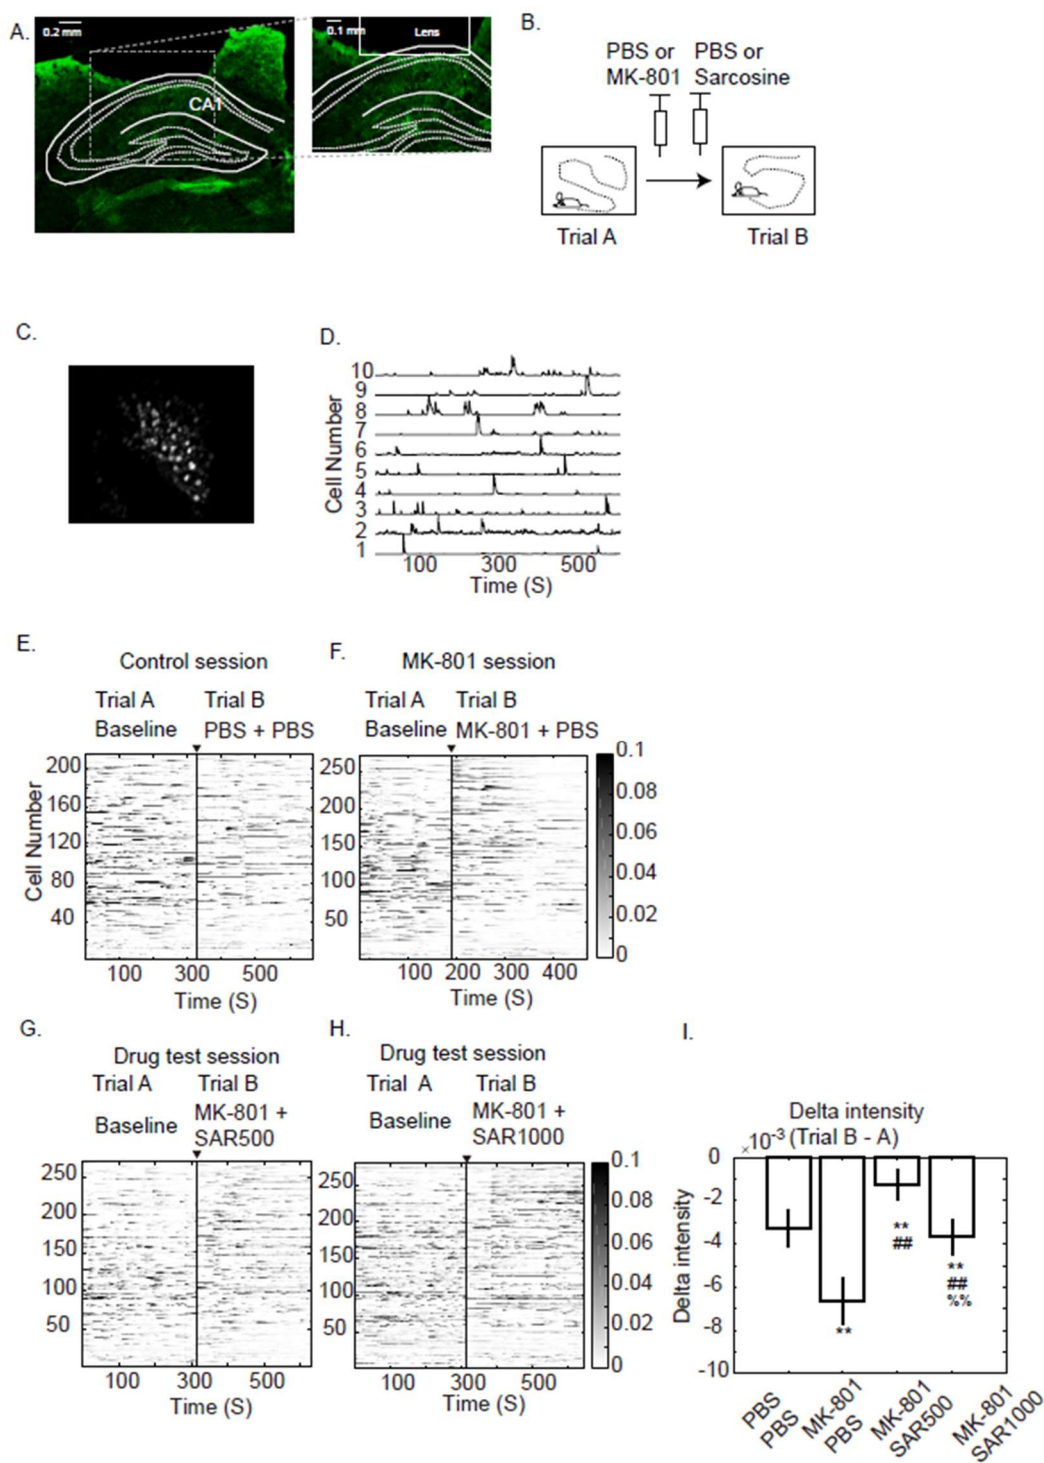 A.
0.2 mm
CA1
0.1 mm
Lens
B.
PBS or
MK-801
PBS or
Sarcosine
Trial A
Trial B
C.
D.
Cell Number
10
9
8
7
6
5
4
3
2
1
100 300 500
Time (S)
E.
Control session
Trial A
Baseline
Trial B
PBS + PBS
Cell Number
200
160
120
80
40
100 300 500
Time (S)
F.
MK-801 session
Trial A
Baseline
Trial B
MK-801 + PBS
250
200
150
100
50
100 200 300 400
Time (S)
0.1
0.08
0.06
0.04
0.02
0
G.
Drug test session
Trial A
Baseline
Trial B
MK-801 +
SAR500
250
200
150
100
50
100 300 500
Time (S)
H.
Drug test session
Trial A
Baseline
Trial B
MK-801 +
SAR1000
250
200
150
100
50
100 300 500
Time (S)
0.1
0.08
0.06
0.04
0.02
0
I.
Delta intensity
×10-3 (Trial B - A)
Delta intensity
0
-2
-4
-6
-8
-10
**
**
##
**
##
%%
PBS
PBS
MK-801
PBS
MK-801
SAR500
MK-801
SAR1000